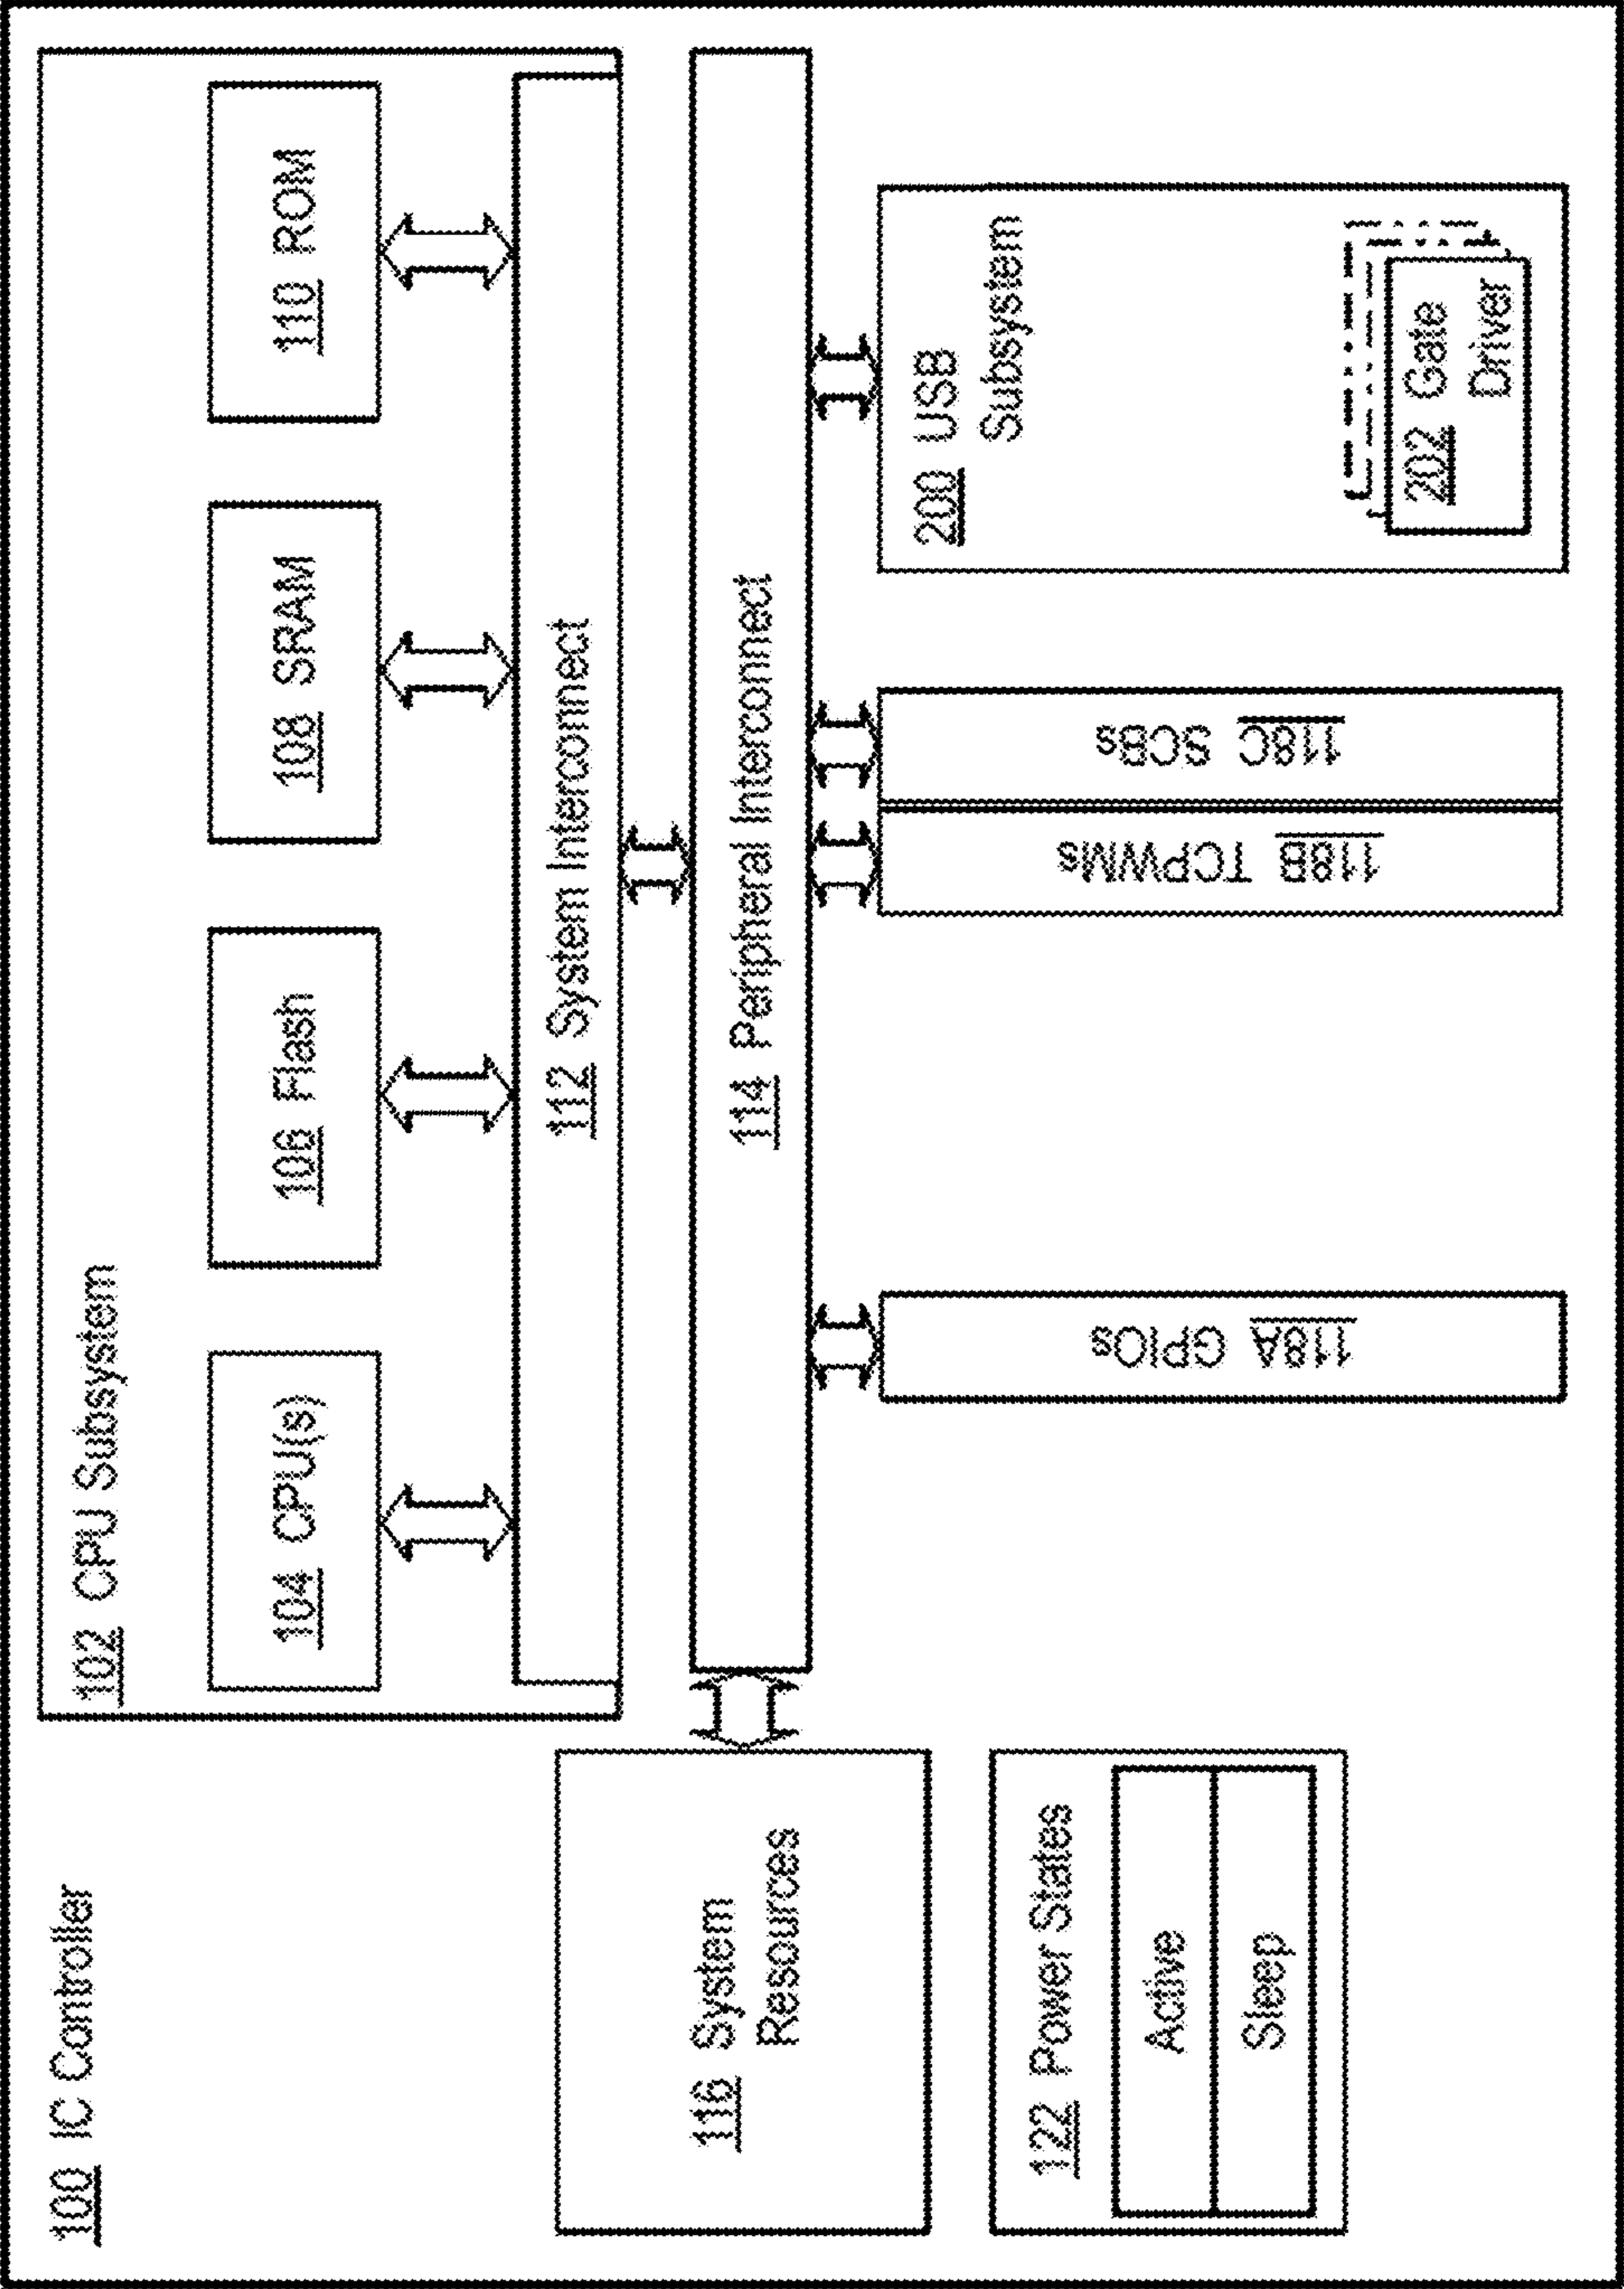 100 IC Controller
102 CPU Subsystem
104 CPU(s)
106 Flash
108 SRAM
110 ROM
112 System Interconnect
114 Peripheral Interconnect
116 System
Resources
122 Power States
Active
Sleep
118A GPIOs
118B TCPWMs
118C SCBs
200 USB
Subsystem
202 Gate
Driver